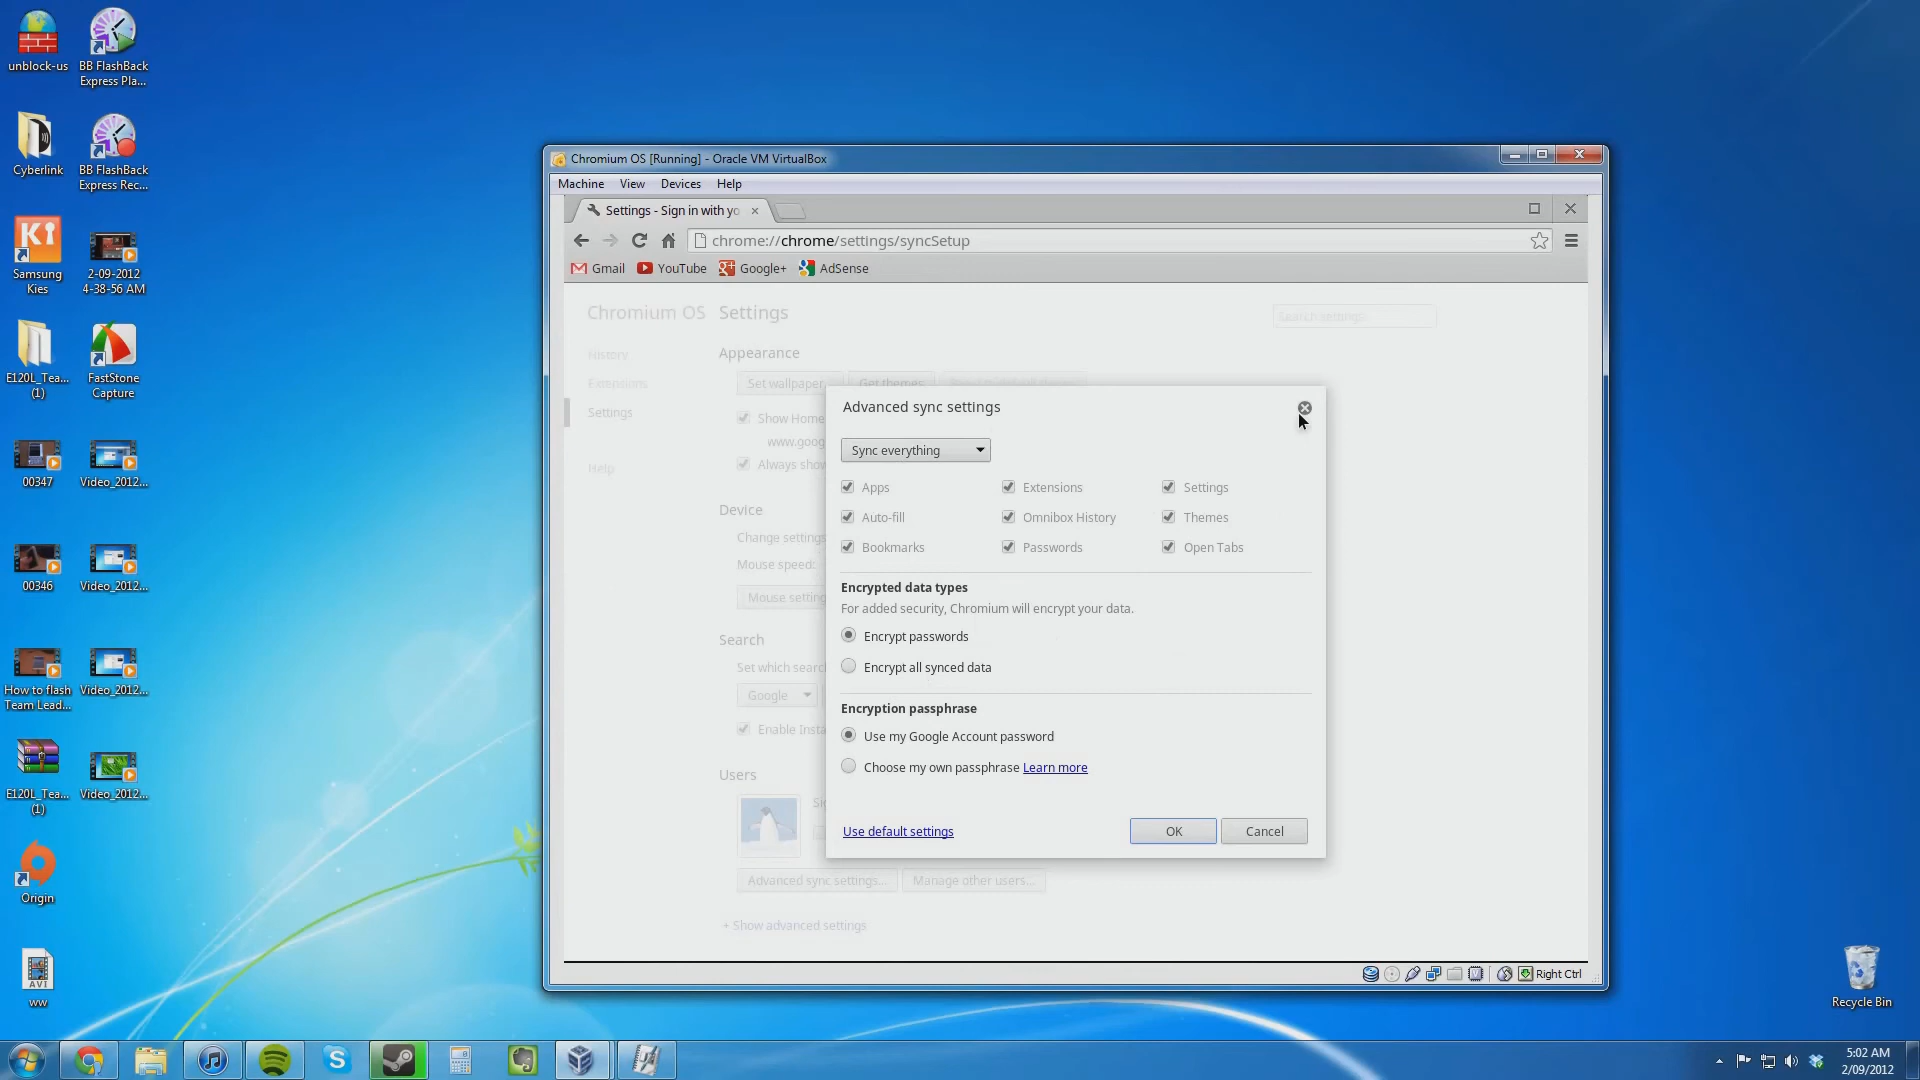 unblock-us
BB FlashBack
Express Pla...
Cyberlink
BB FlashBack
Express Rec...
Samsung
Kies
2-09-2012
4-38-56 AM
E120L_Tea...
(1)
FastStone
Capture
00347
Video_2012...
00346
Video_2012...
How to flash
Team Lead...
Video_2012...
E120L_Tea...
(1)
Video_2012...
Origin
AVI
ww
Recycle Bin
Chromium OS [Running] - Oracle VM VirtualBox
Machine View Devices Help
Settings - Sign in with yo
chrome://chrome/settings/syncSetup
Gmail YouTube Google+ AdSense
Chromium OS Settings
Search settings
History
Extensions
Settings
Help
Appearance
Set wallpaper Get themes
Show Home
www.goog
Always show
Device
Change settings
Mouse speed:
Mouse setting
Search
Set which searc
Google
Enable Insta
Users
Advanced sync settings... Manage other users...
+ Show advanced settings
Advanced sync settings
Sync everything
Apps Extensions Settings
Auto-fill Omnibox History Themes
Bookmarks Passwords Open Tabs
Encrypted data types
For added security, Chromium will encrypt your data.
Encrypt passwords
Encrypt all synced data
Encryption passphrase
Use my Google Account password
Choose my own passphrase Learn more
Use default settings OK Cancel
Right Ctrl
5:02 AM
2/09/2012